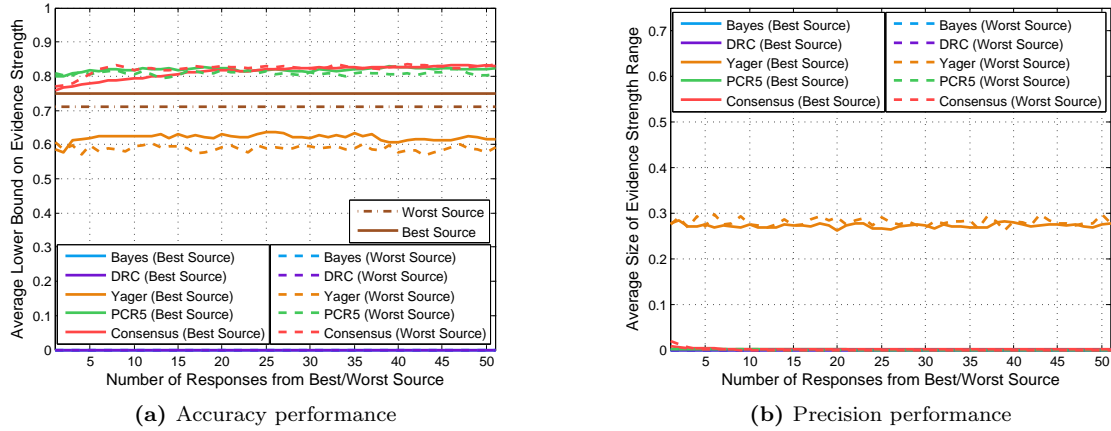 Average Lower Bound on Evidence Strength
1
0.9
0.8
0.7
0.6
0.5
0.4
0.3
0.2
0.1
0
Worst Source
Best Source
Bayes (Best Source)
DRC (Best Source)
Yager (Best Source)
PCR5 (Best Source)
Consensus (Best Source)
Bayes (Worst Source)
DRC (Worst Source)
Yager (Worst Source)
PCR5 (Worst Source)
Consensus (Worst Source)
5 10 15 20 25 30 35 40 45 50
Number of Responses from Best/Worst Source
(a) Accuracy performance
Average Size of Evidence Strength Range
0.7
0.6
0.5
0.4
0.3
0.2
0.1
0
Bayes (Best Source)
DRC (Best Source)
Yager (Best Source)
PCR5 (Best Source)
Consensus (Best Source)
Bayes (Worst Source)
DRC (Worst Source)
Yager (Worst Source)
PCR5 (Worst Source)
Consensus (Worst Source)
5 10 15 20 25 30 35 40 45 50
Number of Responses from Best/Worst Source
(b) Precision performance